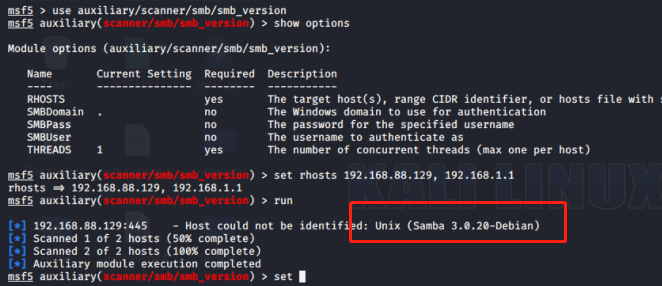 msf5 > use auxiliary/scanner/smb/smb_version
msf5 auxiliary(scanner/smb/smb_version) > show options
Module options (auxiliary/scanner/smb/smb_version):
Name Current Setting Required Description
---- --------------- -------- -----------
RHOSTS yes The target host(s), range CIDR identifier, or hosts file with s
SMBDomain . no The Windows domain to use for authentication
SMBPass no The password for the specified username
SMBUser no The username to authenticate as
THREADS 1 yes The number of concurrent threads (max one per host)
msf5 auxiliary(scanner/smb/smb_version) > set rhosts 192.168.88.129, 192.168.1.1
rhosts ⇒ 192.168.88.129, 192.168.1.1
msf5 auxiliary(scanner/smb/smb_version) > run
[*] 192.168.88.129:445 - Host could not be identified: Unix (Samba 3.0.20-Debian)
[*] Scanned 1 of 2 hosts (50% complete)
[*] Scanned 2 of 2 hosts (100% complete)
[*] Auxiliary module execution completed
msf5 auxiliary(scanner/smb/smb_version) > set
KALI LINUX